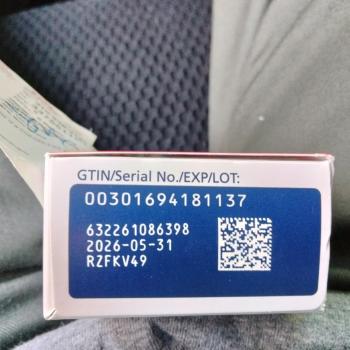 GTIN/Serial No./EXP/LOT:
00301694181137
632261086398
2026-05-31
RZFKV49